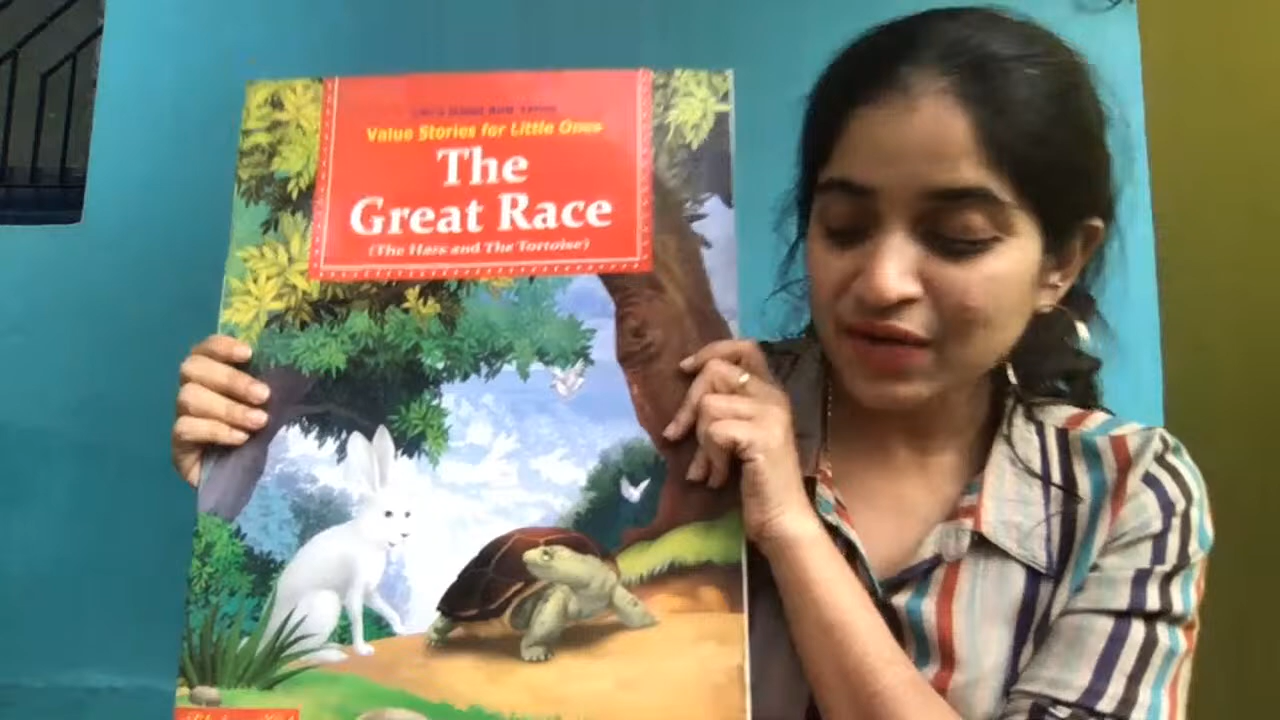 Value Stories for Little Ones
The
Great Race
(The Hare and The Tortoise)